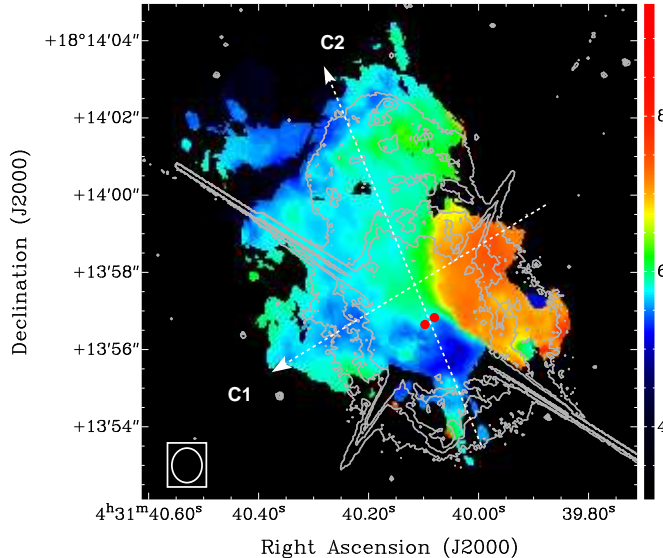 C2
C1
Declination (J2000)
+18°14′04″
+14′02″
+14′00″
+13′58″
+13′56″
+13′54″
4ʰ31ᵐ40.60ˢ 40.40ˢ 40.20ˢ 40.00ˢ 39.80ˢ
Right Ascension (J2000)
8
6
4